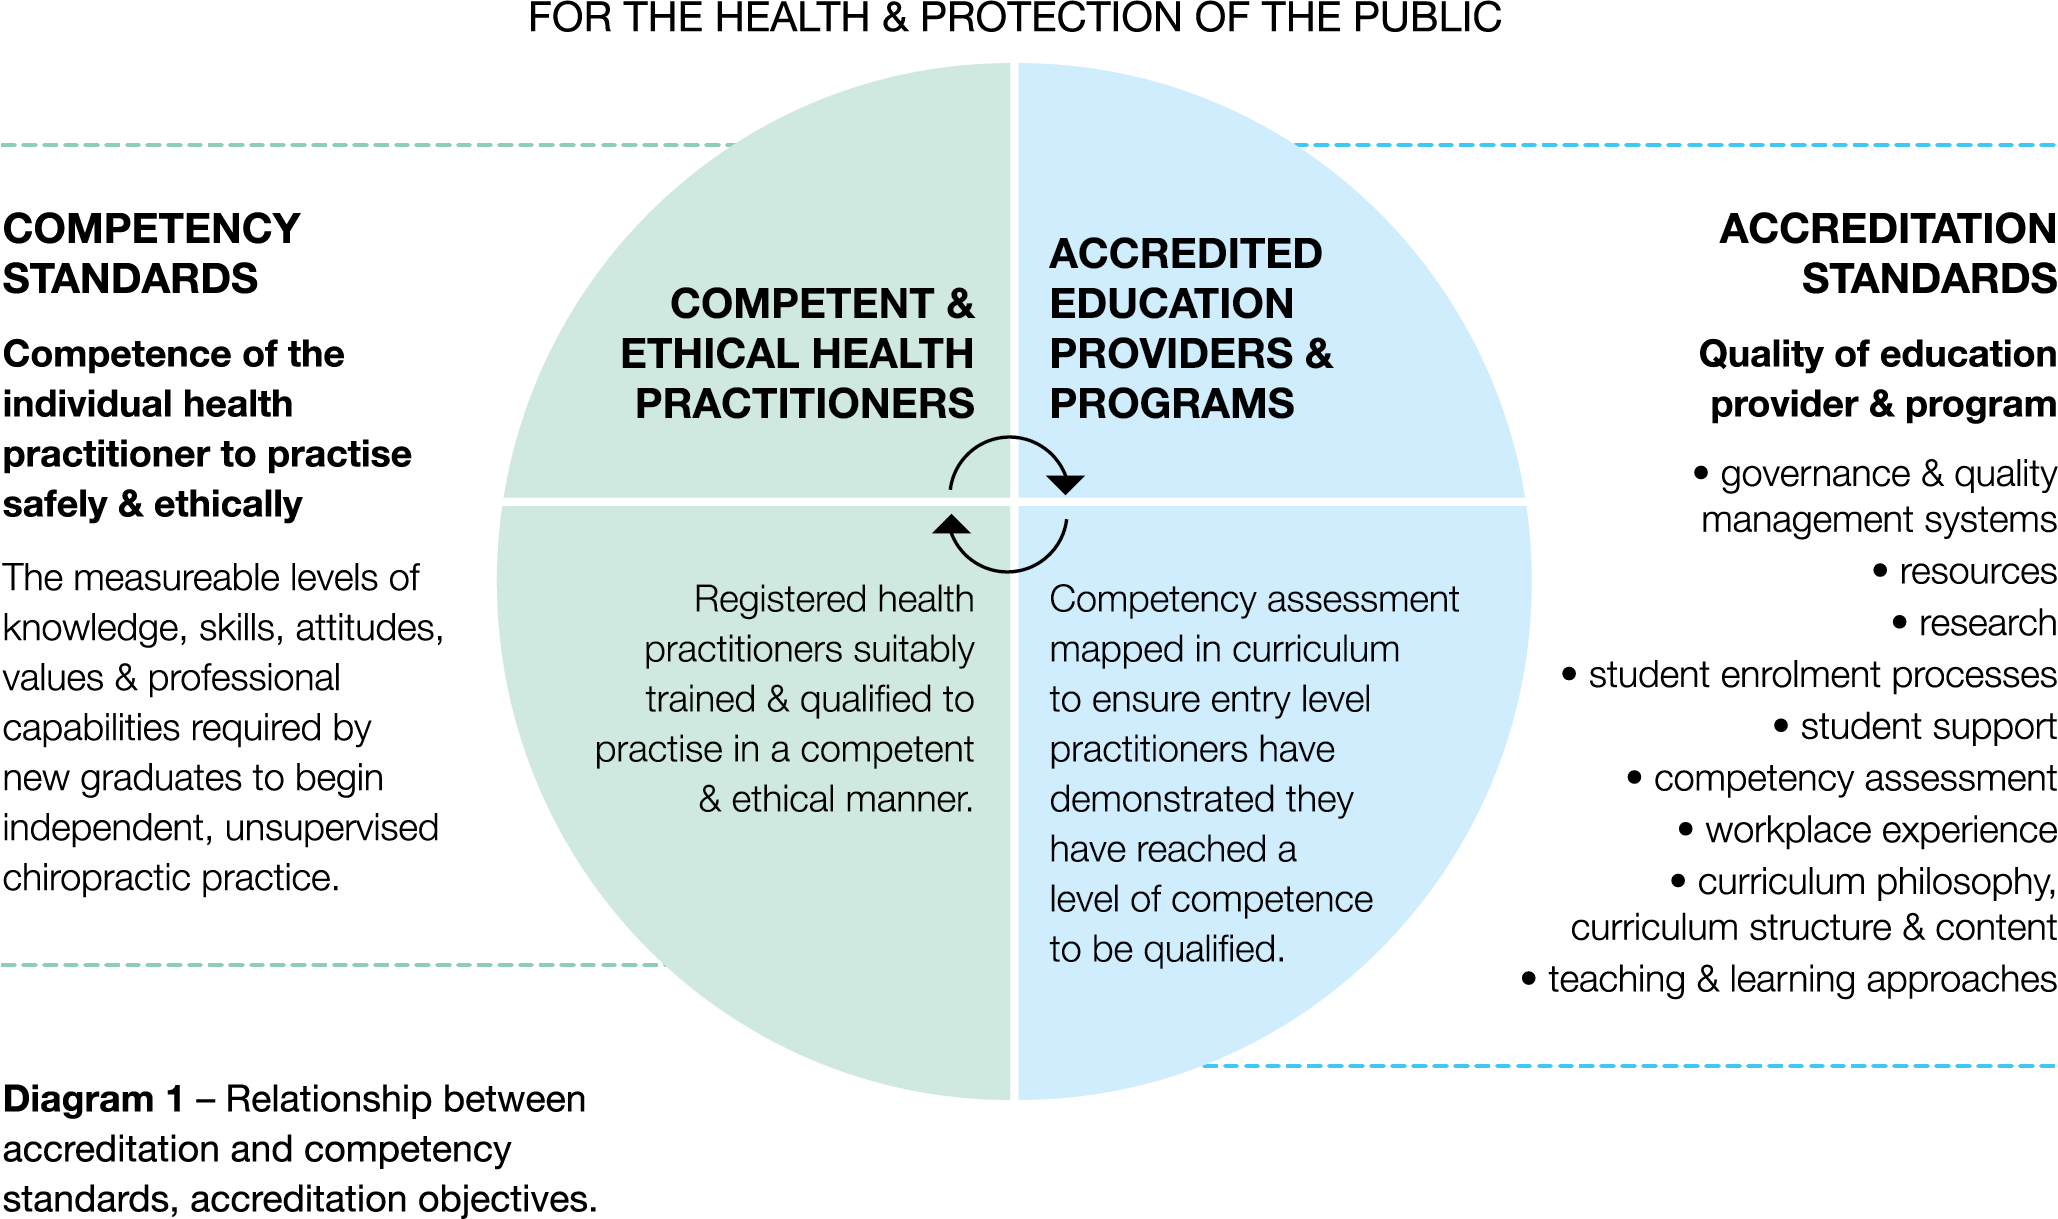 FOR THE HEALTH & PROTECTION OF THE PUBLIC
COMPETENCY
STANDARDS
Competence of the
individual health
practitioner to practise
safely & ethically
The measureable levels of
knowledge, skills, attitudes,
values & professional
capabilities required by
new graduates to begin
independent, unsupervised
chiropractic practice.
COMPETENT &
ETHICAL HEALTH
PRACTITIONERS
Registered health
practitioners suitably
trained & qualified to
practise in a competent
& ethical manner.
ACCREDITED
EDUCATION
PROVIDERS &
PROGRAMS
Competency assessment
mapped in curriculum
to ensure entry level
practitioners have
demonstrated they
have reached a
level of competence
to be qualified.
ACCREDITATION
STANDARDS
Quality of education
provider & program
• governance & quality
management systems
• resources
• research
• student enrolment processes
• student support
• competency assessment
• workplace experience
• curriculum philosophy,
curriculum structure & content
• teaching & learning approaches
Diagram 1 – Relationship between
accreditation and competency
standards, accreditation objectives.